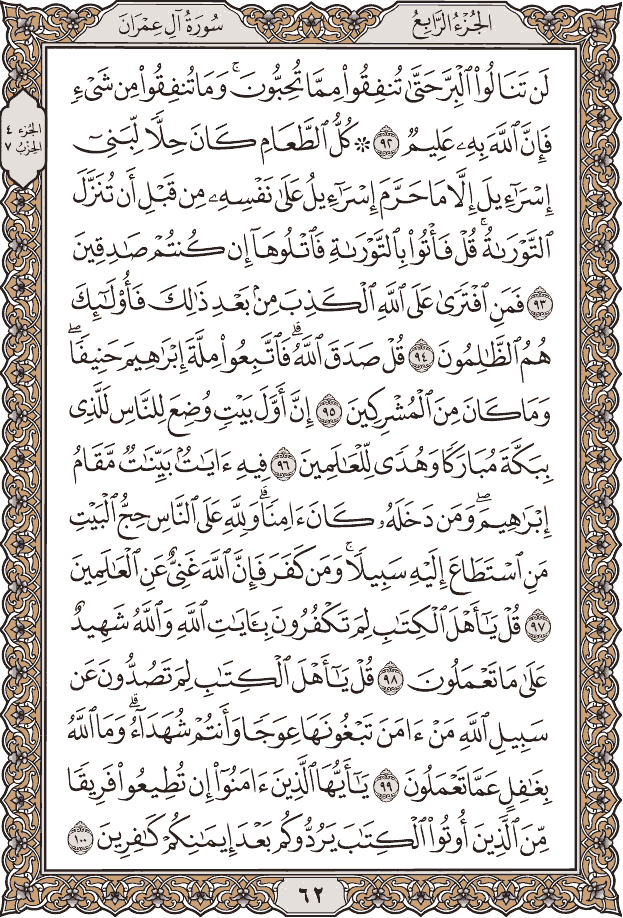 الجُزْءُ الرَّابِعُ
سُورَةُ آلِ عِمْرَان
الجزء ٤
الحزب ٧
لَن تَنَالُوا۟ ٱلْبِرَّ حَتَّىٰ تُنفِقُوا۟ مِمَّا تُحِبُّونَ ۚ وَمَا تُنفِقُوا۟ مِن شَىْءٍ
فَإِنَّ ٱللَّهَ بِهِۦ عَلِيمٌ ٩٢ ۞ كُلُّ ٱلطَّعَامِ كَانَ حِلًّا لِّبَنِىٓ
إِسْرَٰٓءِيلَ إِلَّا مَا حَرَّمَ إِسْرَٰٓءِيلُ عَلَىٰ نَفْسِهِۦ مِن قَبْلِ أَن تُنَزَّلَ
ٱلتَّوْرَىٰةُ ۗ قُلْ فَأْتُوا۟ بِٱلتَّوْرَىٰةِ فَٱتْلُوهَآ إِن كُنتُمْ صَٰدِقِينَ
٩٣ فَمَنِ ٱفْتَرَىٰ عَلَى ٱللَّهِ ٱلْكَذِبَ مِنۢ بَعْدِ ذَٰلِكَ فَأُو۟لَٰٓئِكَ
هُمُ ٱلظَّٰلِمُونَ ٩٤ قُلْ صَدَقَ ٱللَّهُ ۗ فَٱتَّبِعُوا۟ مِلَّةَ إِبْرَٰهِيمَ حَنِيفًا ۖ
وَمَا كَانَ مِنَ ٱلْمُشْرِكِينَ ٩٥ إِنَّ أَوَّلَ بَيْتٍ وُضِعَ لِلنَّاسِ لَلَّذِى
بِبَكَّةَ مُبَارَكًا وَهُدًى لِّلْعَٰلَمِينَ ٩٦ فِيهِ ءَايَٰتٌۢ بَيِّنَٰتٌ مَّقَامُ
إِبْرَٰهِيمَ ۖ وَمَن دَخَلَهُۥ كَانَ ءَامِنًا ۗ وَلِلَّهِ عَلَى ٱلنَّاسِ حِجُّ ٱلْبَيْتِ
مَنِ ٱسْتَطَاعَ إِلَيْهِ سَبِيلًا ۚ وَمَن كَفَرَ فَإِنَّ ٱللَّهَ غَنِىٌّ عَنِ ٱلْعَٰلَمِينَ
٩٧ قُلْ يَٰٓأَهْلَ ٱلْكِتَٰبِ لِمَ تَكْفُرُونَ بِـَٔايَٰتِ ٱللَّهِ وَٱللَّهُ شَهِيدٌ
عَلَىٰ مَا تَعْمَلُونَ ٩٨ قُلْ يَٰٓأَهْلَ ٱلْكِتَٰبِ لِمَ تَصُدُّونَ عَن
سَبِيلِ ٱللَّهِ مَنْ ءَامَنَ تَبْغُونَهَا عِوَجًا وَأَنتُمْ شُهَدَآءُ ۗ وَمَا ٱللَّهُ
بِغَٰفِلٍ عَمَّا تَعْمَلُونَ ٩٩ يَٰٓأَيُّهَا ٱلَّذِينَ ءَامَنُوٓا۟ إِن تُطِيعُوا۟ فَرِيقًا
مِّنَ ٱلَّذِينَ أُوتُوا۟ ٱلْكِتَٰبَ يَرُدُّوكُم بَعْدَ إِيمَٰنِكُمْ كَٰفِرِينَ ١٠٠
٦٢